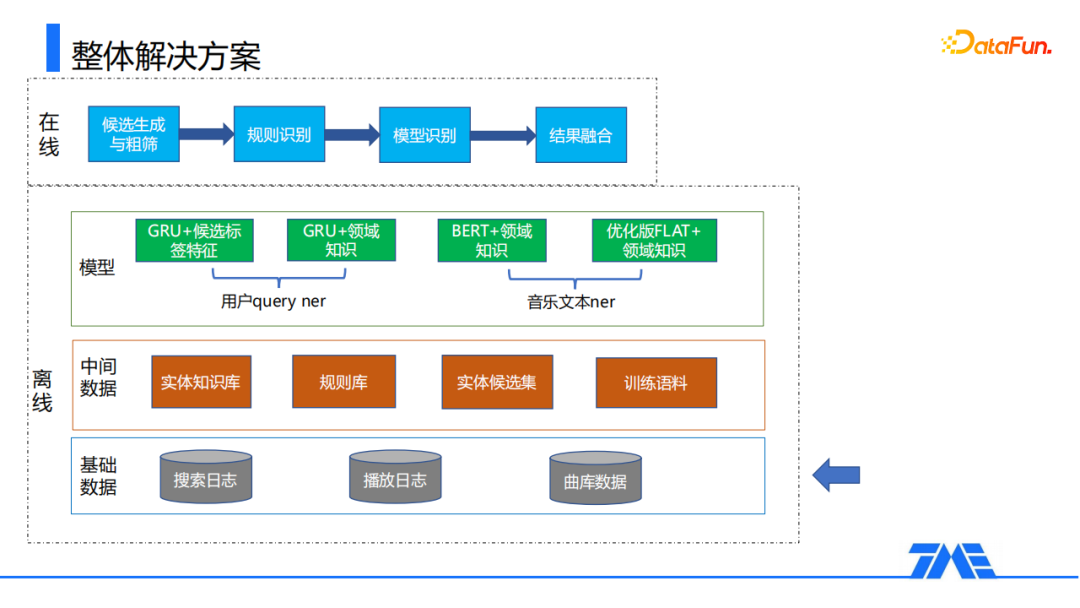 整体解决方案
DataFun.
在线
候选生成
与粗筛
规则识别
模型识别
结果融合
离线
模型
GRU+候选标
签特征
GRU+领域
知识
BERT+领域
知识
优化版FLAT+
领域知识
用户query ner
音乐文本ner
中间
数据
实体知识库
规则库
实体候选集
训练语料
基础
数据
搜索日志
播放日志
曲库数据
TME